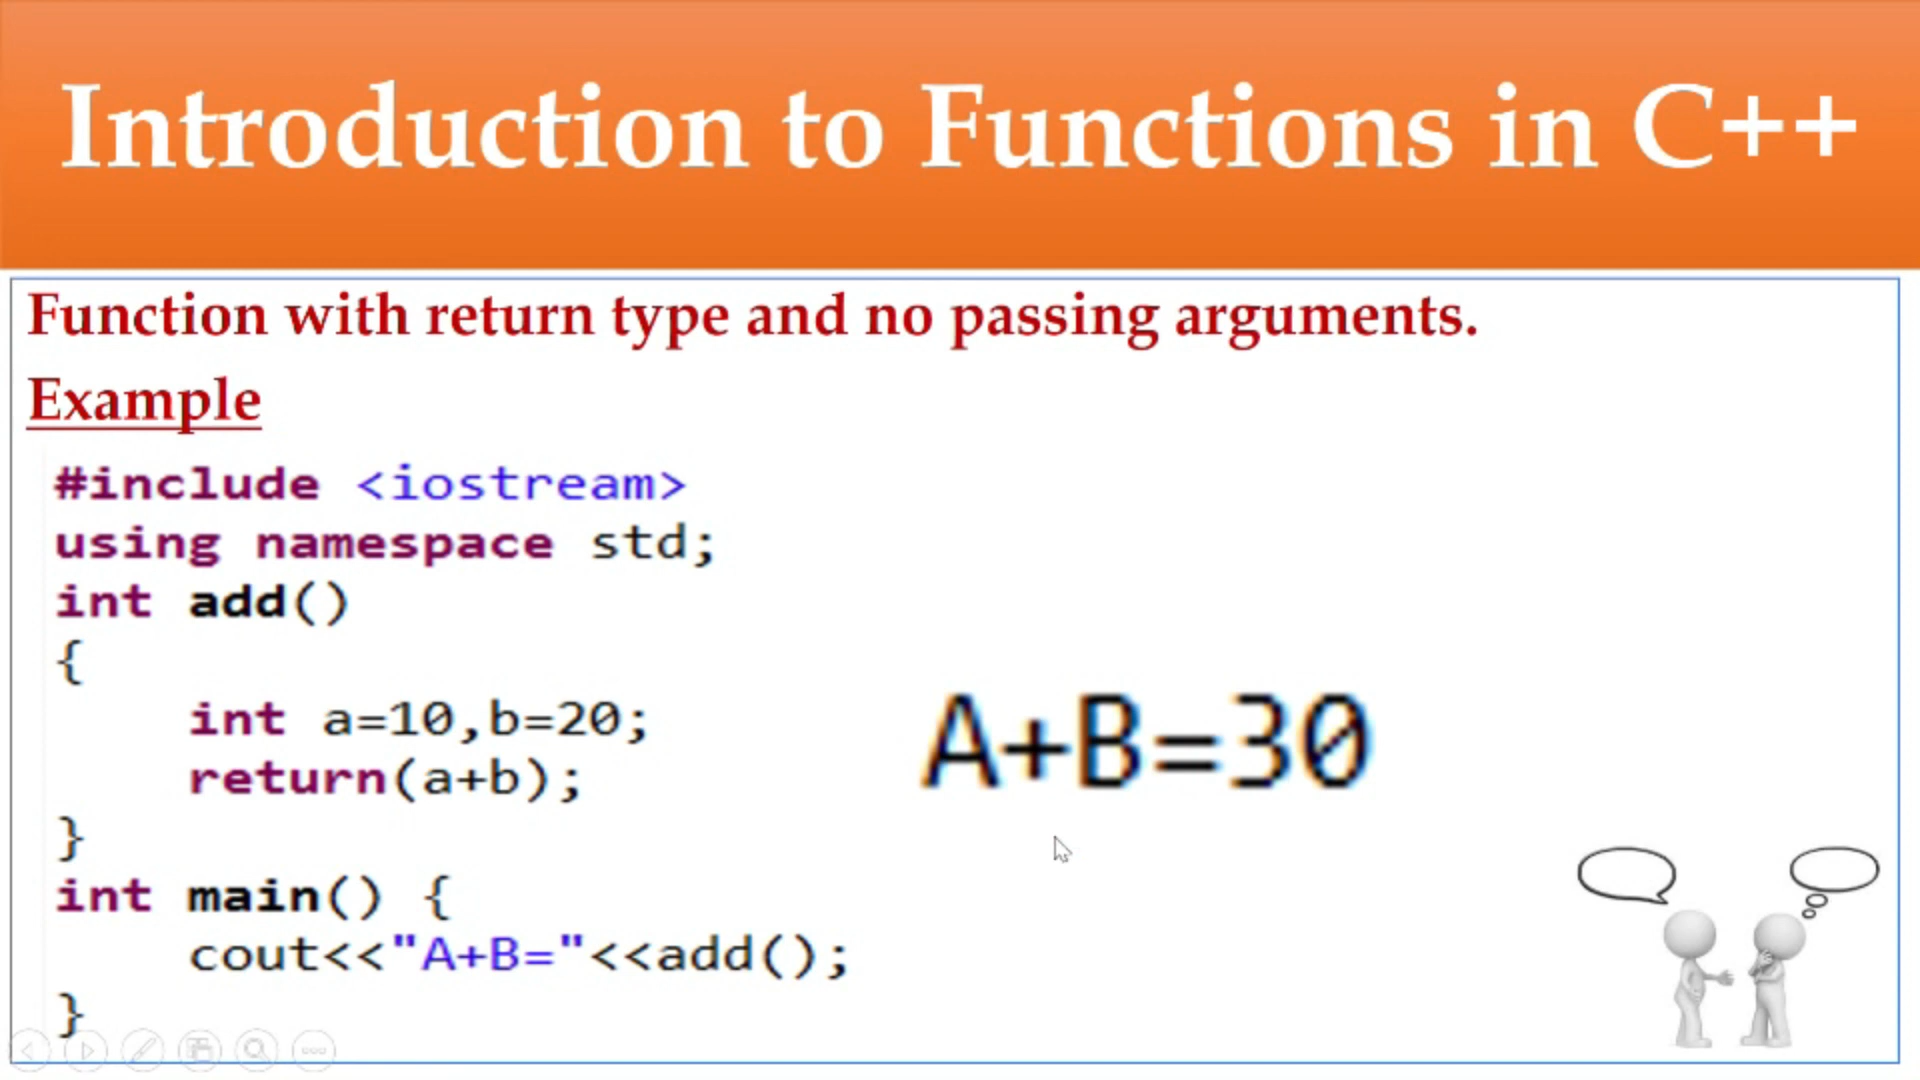 Introduction to Functions in C++
Function with return type and no passing arguments.
Example
#include <iostream>
using namespace std;
int add()
{
    int a=10,b=20;
    return(a+b);
}
int main() {
    cout<<"A+B="<<add();
}
A+B=30